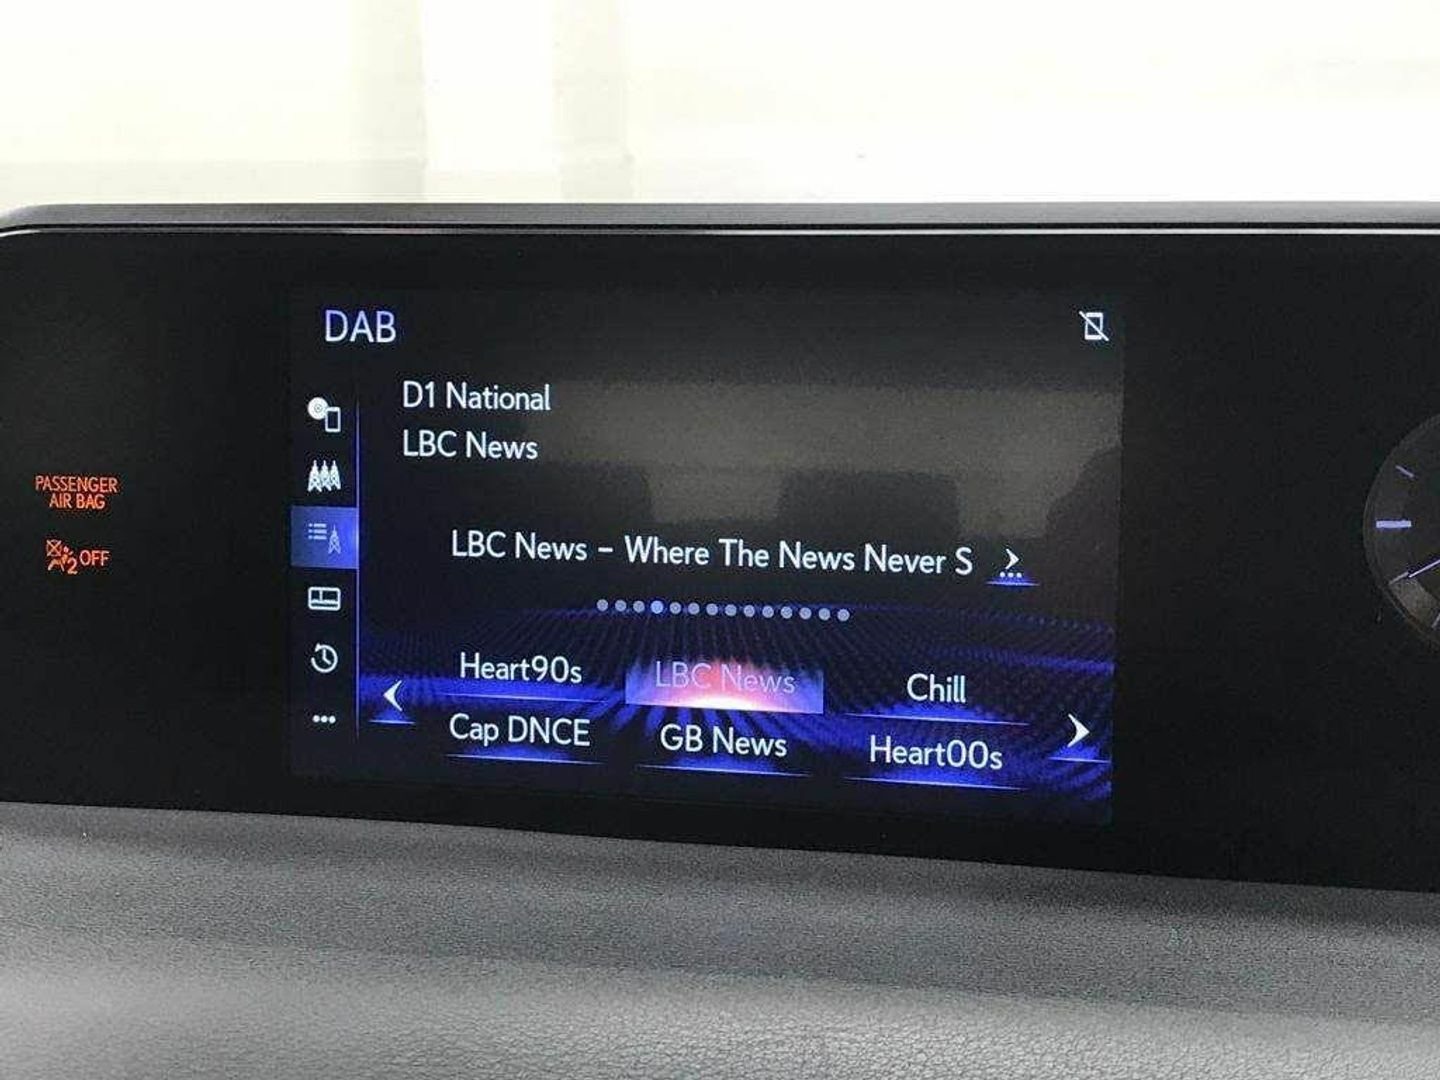 DAB
D1 National
LBC News
PASSENGER
AIR BAG
2 OFF
LBC News – Where The News Never S
Heart90s
LBC News
Chill
Cap DNCE
GB News
Heart00s